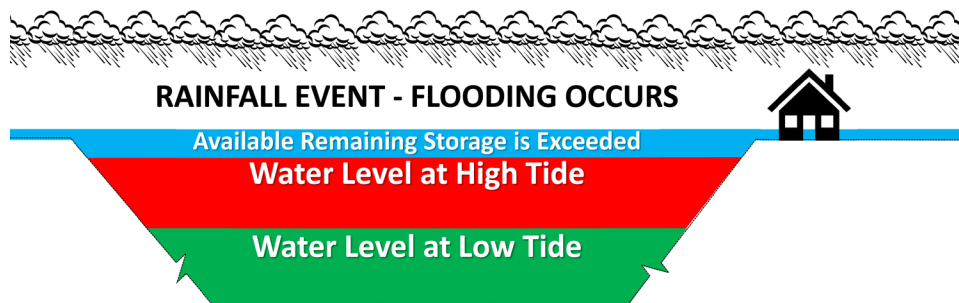 RAINFALL EVENT - FLOODING OCCURS
Available Remaining Storage is Exceeded
Water Level at High Tide
Water Level at Low Tide